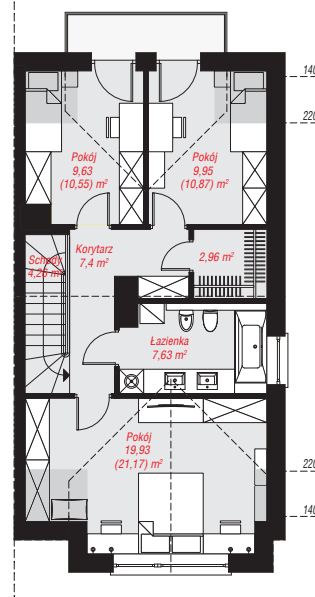 140
220
Pokój
9,63
(10,55) m²
Pokój
9,95
(10,87) m²
Korytarz
7,4 m²
2,96 m²
Schody
4,26 m²
Łazienka
7,63 m²
Pokój
19,93
(21,17) m²
220
140